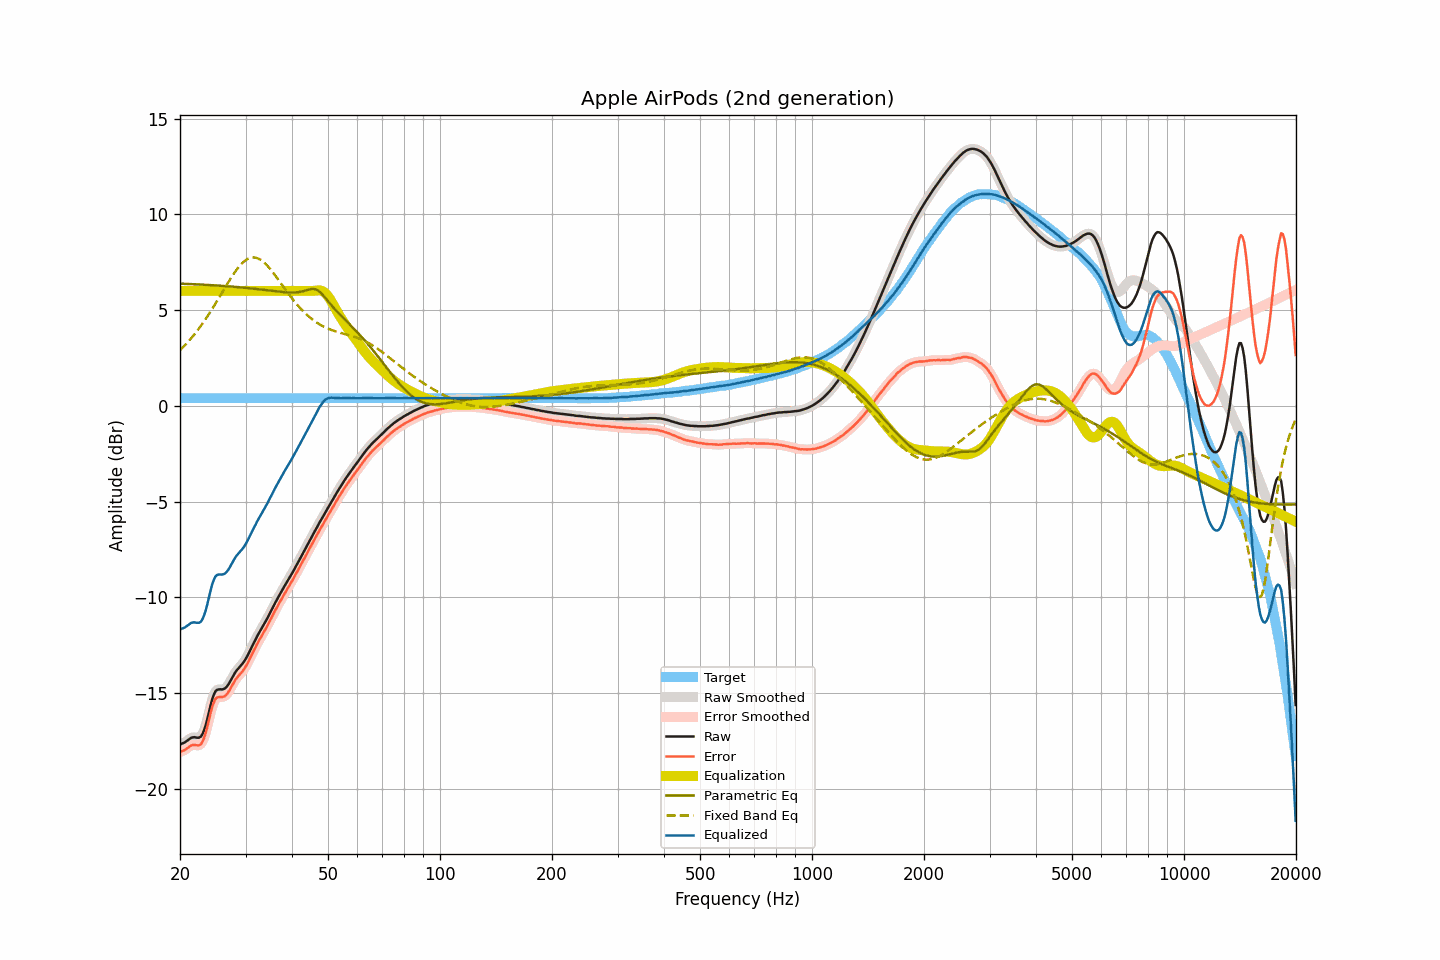 Apple AirPods (2nd generation)
15
10
5
0
−5
−10
−15
−20
Amplitude (dBr)
Target
Raw Smoothed
Error Smoothed
Raw
Error
Equalization
Parametric Eq
Fixed Band Eq
Equalized
20 50 100 200 500 1000 2000 5000 10000 20000
Frequency (Hz)